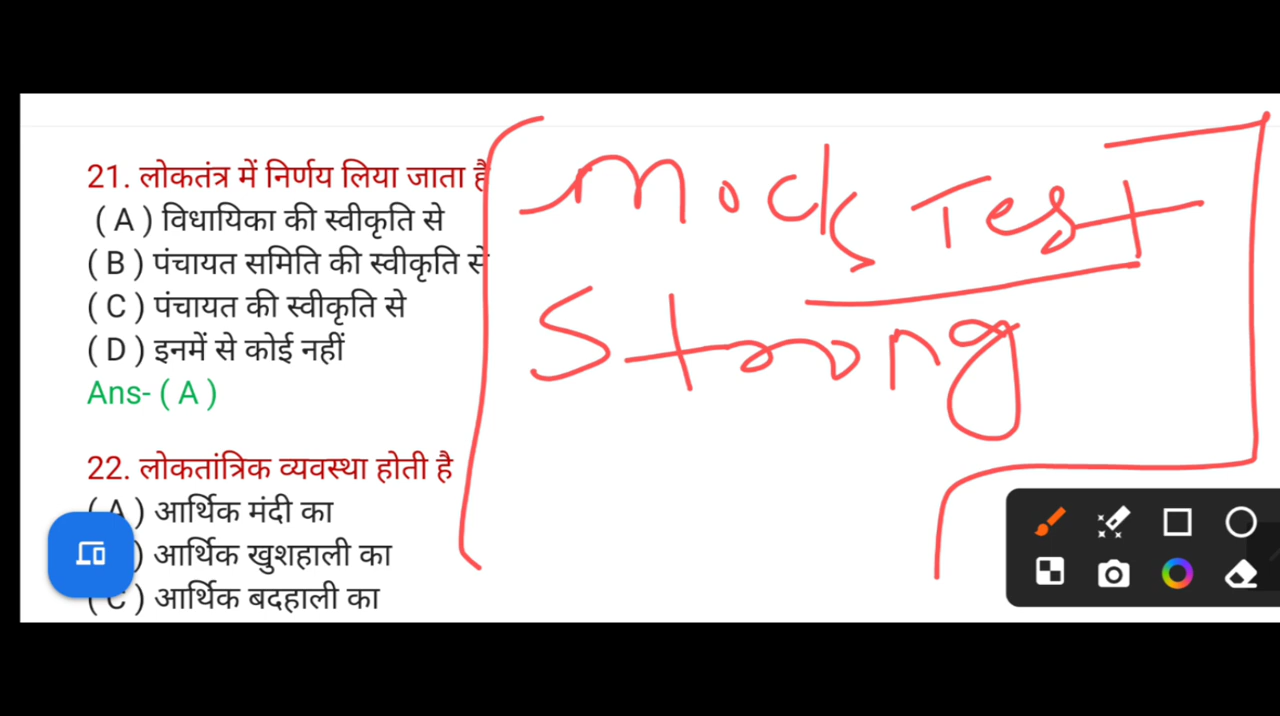 21. लोकतंत्र में निर्णय लिया जाता है
( A ) विधायिका की स्वीकृति से
( B ) पंचायत समिति की स्वीकृति से
( C ) पंचायत की स्वीकृति से
( D ) इनमें से कोई नहीं
Ans- ( A )
Mock Test
Strong
22. लोकतांत्रिक व्यवस्था होती है
( A ) आर्थिक मंदी का
) आर्थिक खुशहाली का
( C ) आर्थिक बदहाली का